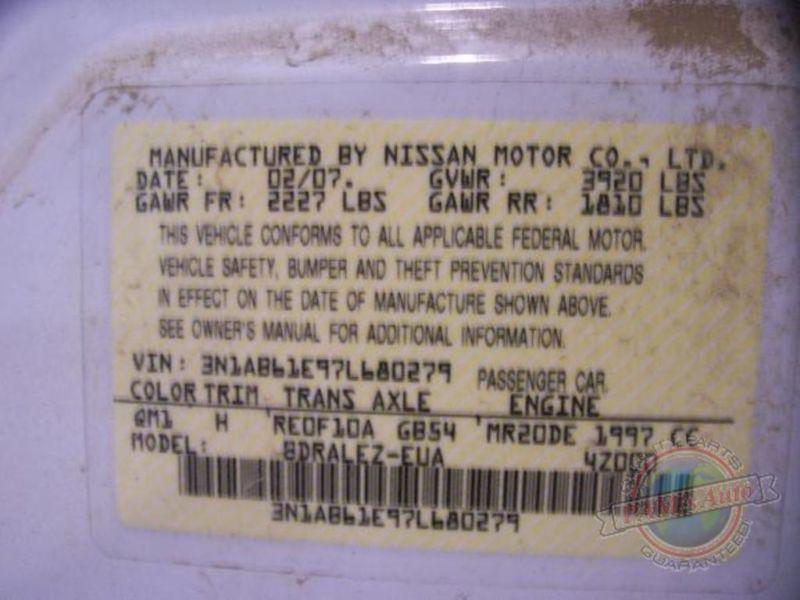 MANUFACTURED BY NISSAN MOTOR CO., LTD.
DATE: 02/07. GVWR: 3920 LBS
GAWR FR: 2227 LBS GAWR RR: 1810 LBS
THIS VEHICLE CONFORMS TO ALL APPLICABLE FEDERAL MOTOR
VEHICLE SAFETY, BUMPER AND THEFT PREVENTION STANDARDS
IN EFFECT ON THE DATE OF MANUFACTURE SHOWN ABOVE.
SEE OWNER'S MANUAL FOR ADDITIONAL INFORMATION.
VIN: 3N1AB61E97L680279 PASSENGER CAR
COLOR TRIM TRANS AXLE ENGINE
QM1 H RE0F10A GB54 MR20DE 1997 CC
MODEL: BDRALEZ-EUA
3N1AB61E97L680279
PARTS
Auto
GUARANTEED!